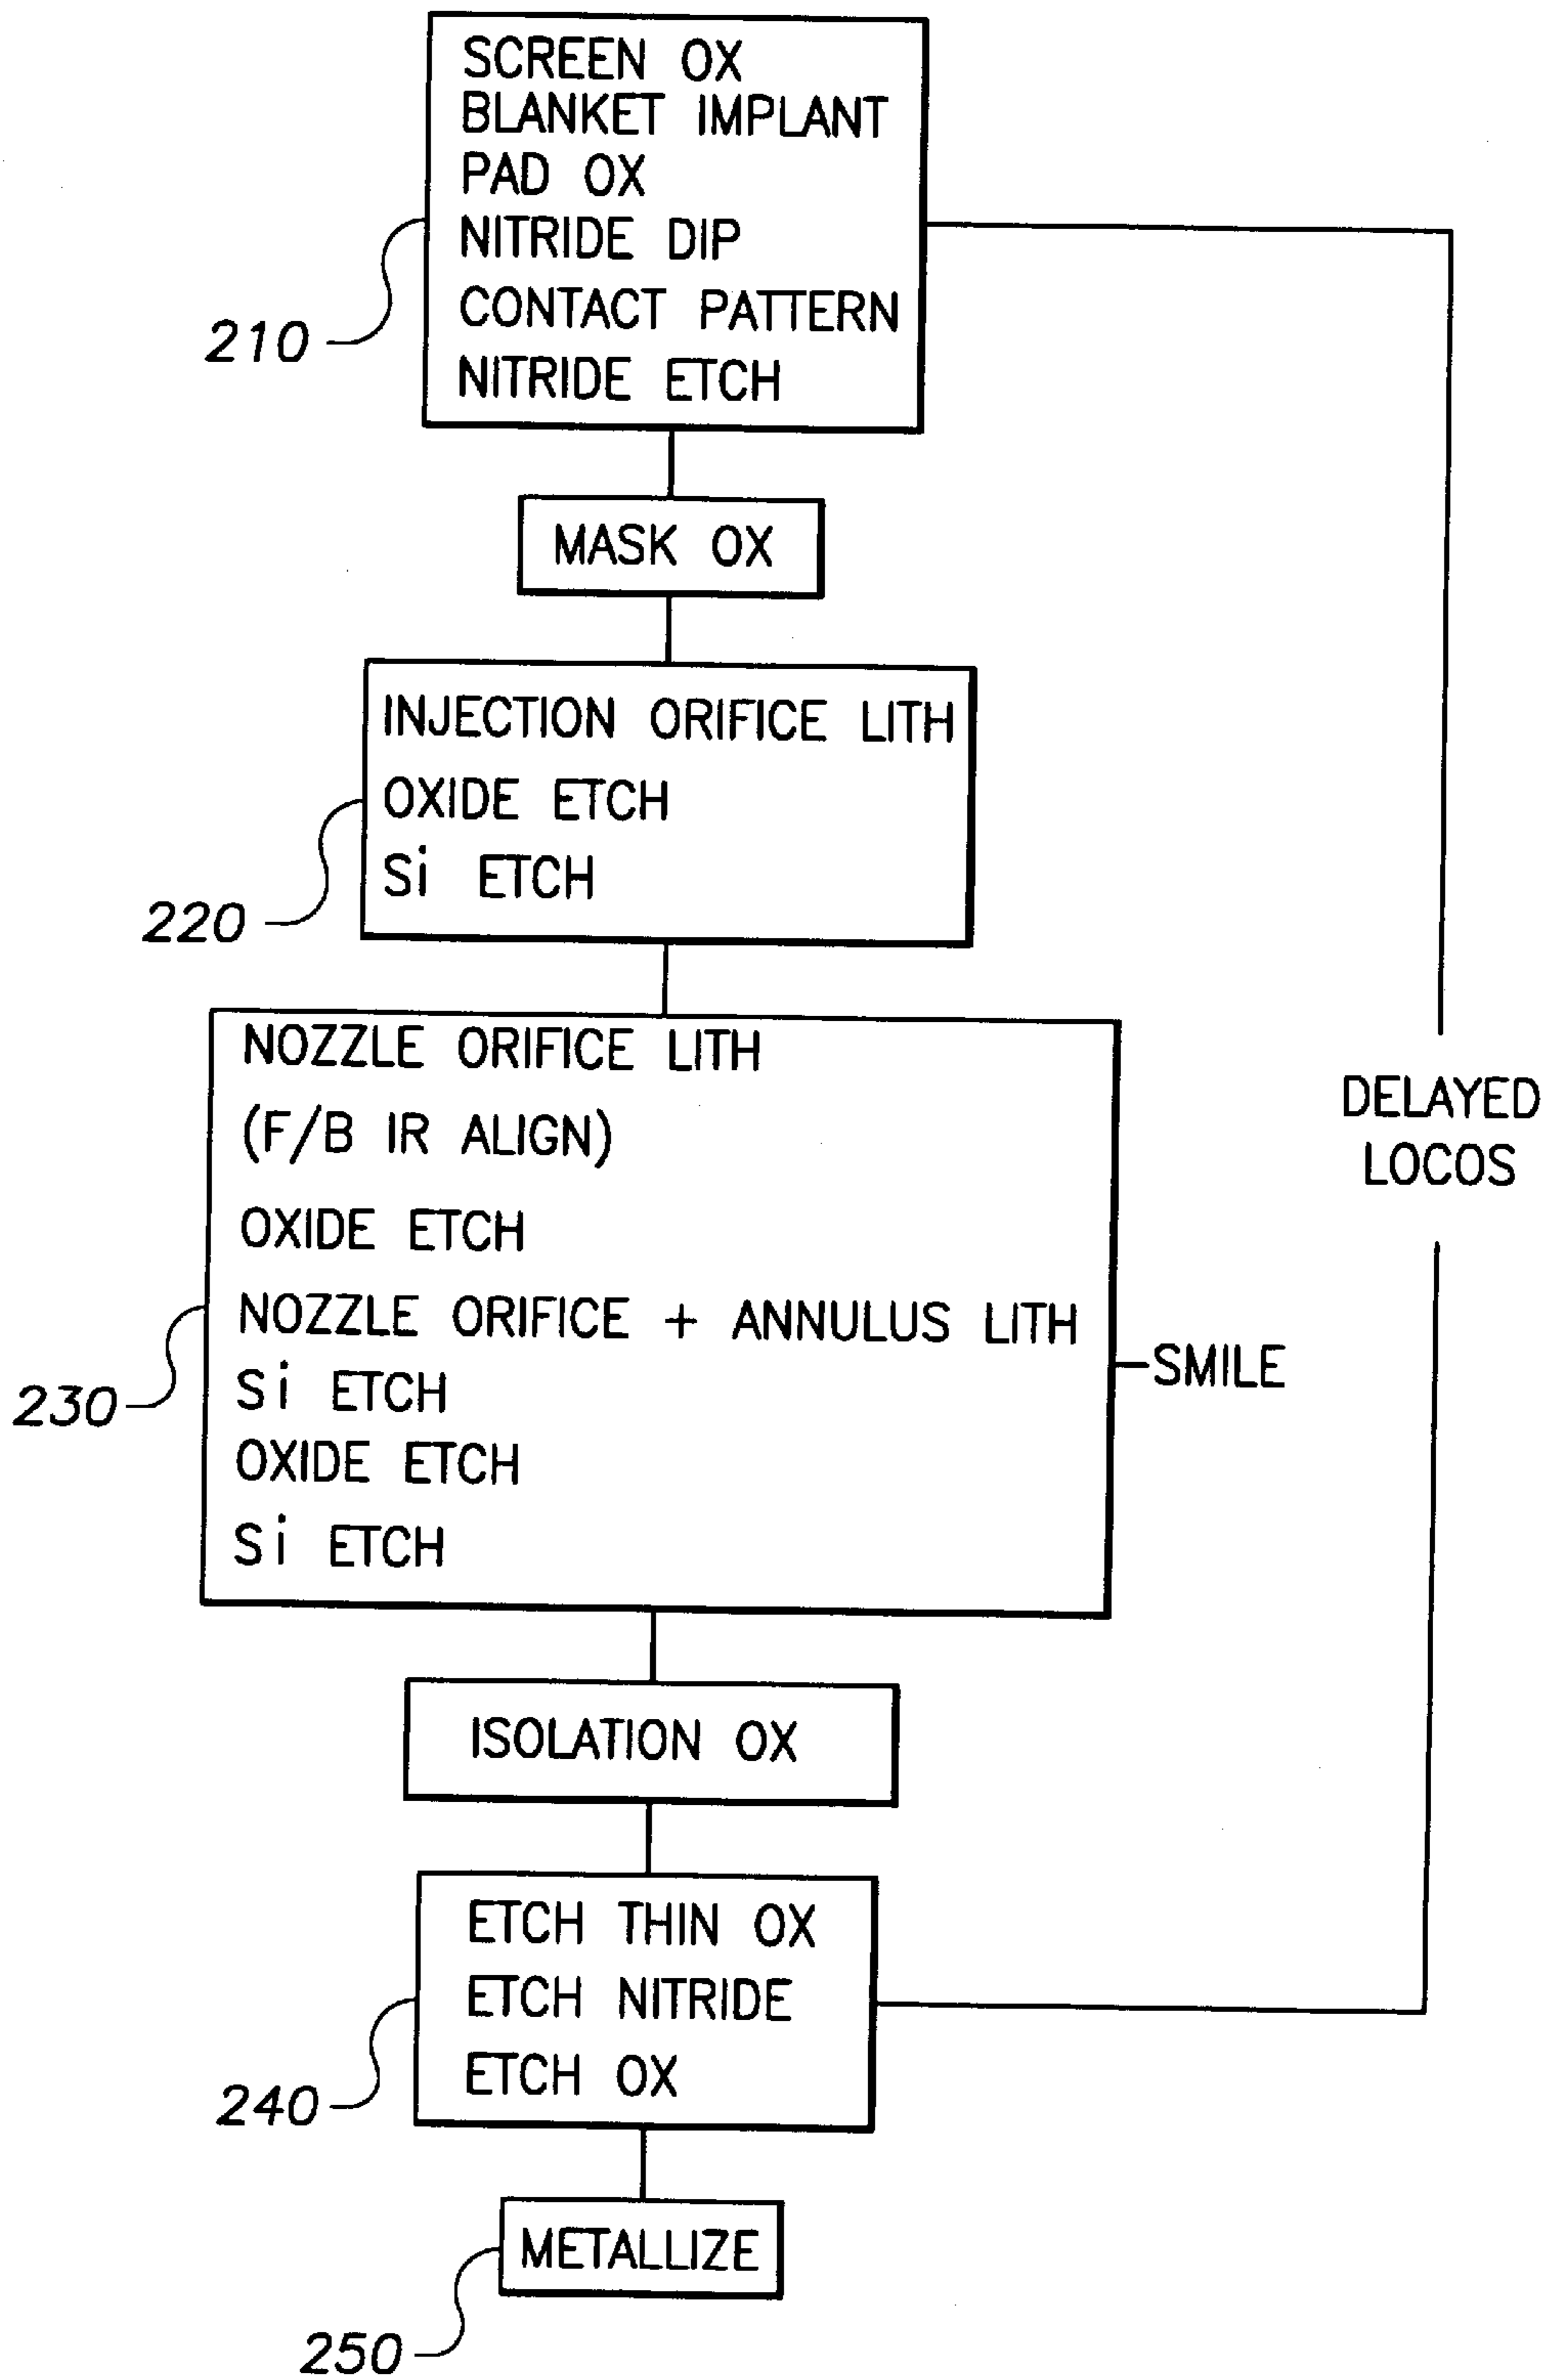 SCREEN OX
BLANKET IMPLANT
PAD OX
NITRIDE DIP
CONTACT PATTERN
NITRIDE ETCH
210
MASK OX
INJECTION ORIFICE LITH
OXIDE ETCH
Si ETCH
220
NOZZLE ORIFICE LITH
(F/B IR ALIGN)
OXIDE ETCH
NOZZLE ORIFICE + ANNULUS LITH
Si ETCH
OXIDE ETCH
Si ETCH
230
SMILE
DELAYED
LOCOS
ISOLATION OX
ETCH THIN OX
ETCH NITRIDE
ETCH OX
240
METALLIZE
250